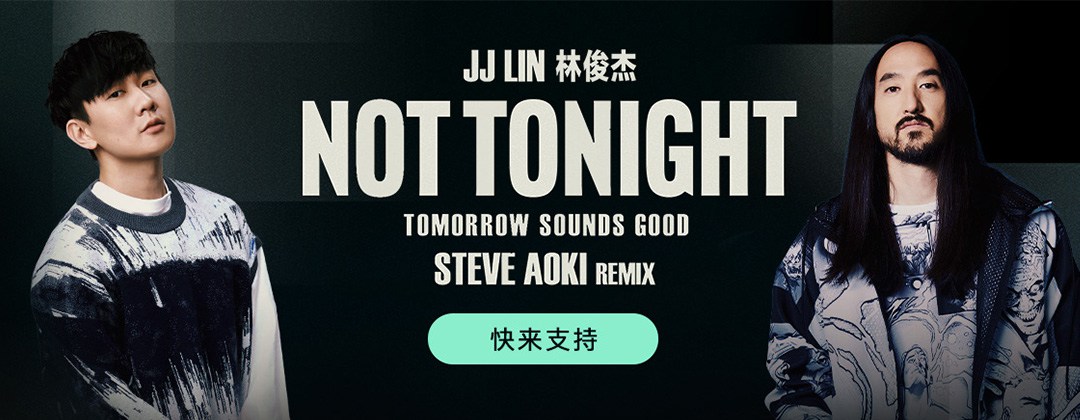 JJ LIN 林俊杰
NOT TONIGHT
TOMORROW SOUNDS GOOD
STEVE AOKI REMIX
快来支持